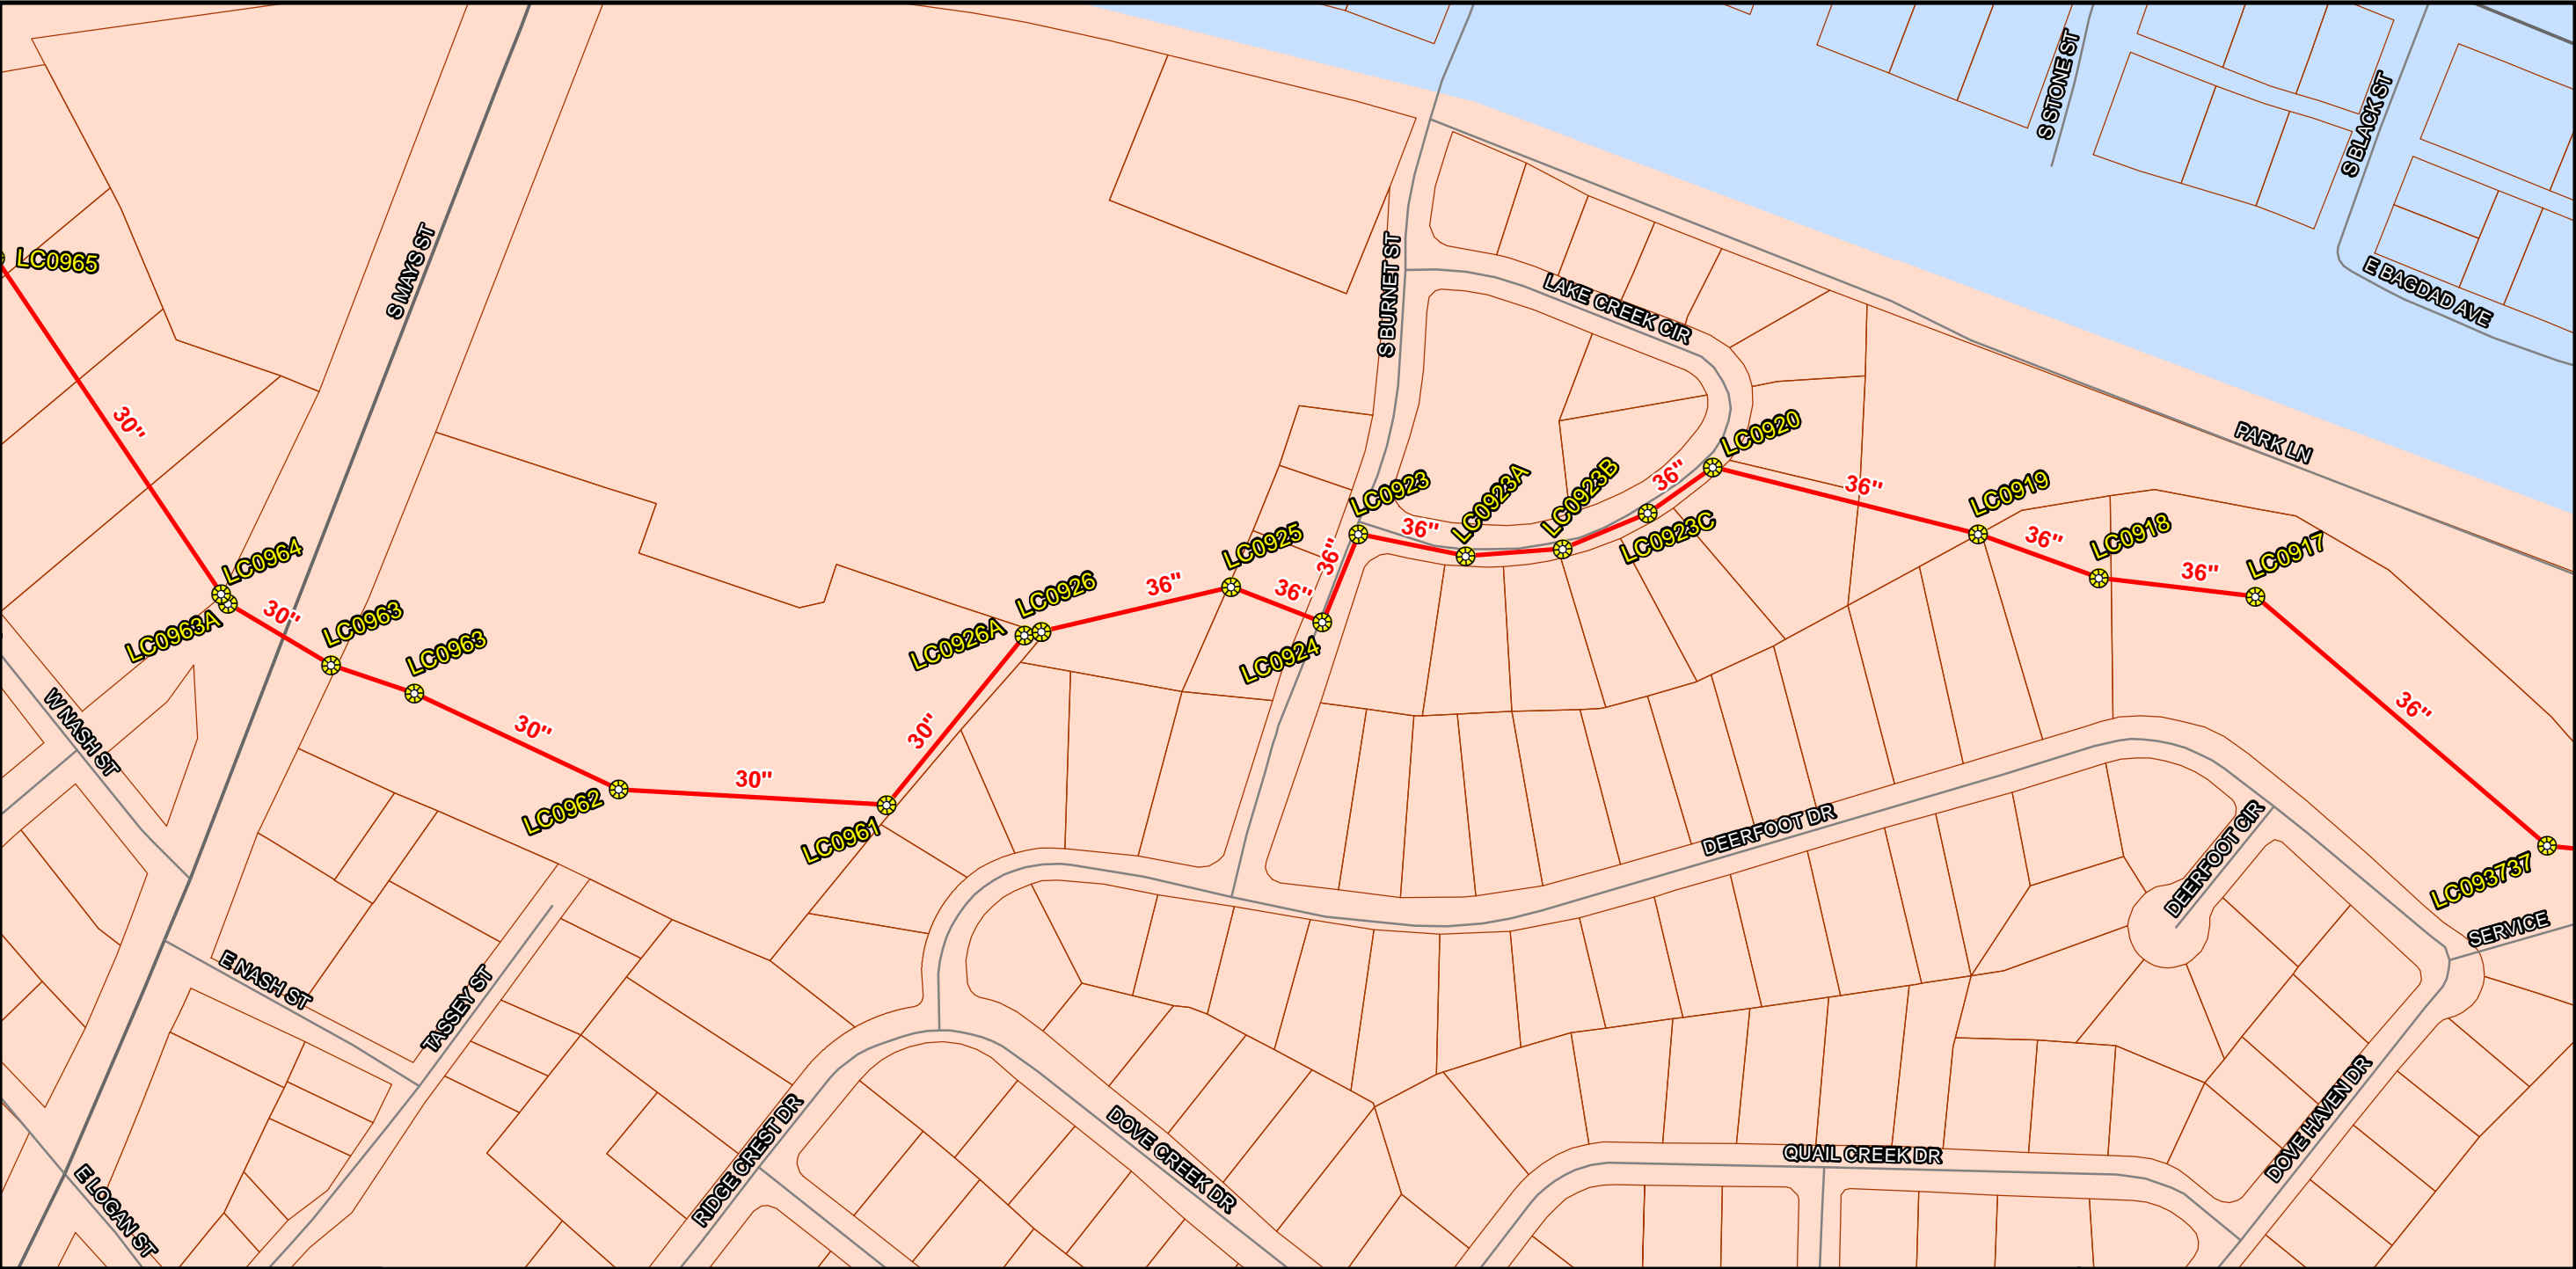 S STONE ST
S BLACK ST
LC0965
S MAYS ST
S BURNET ST
LAKE CREEK CIR
E BAGDAD AVE
30"
LC0920
PARK LN
36"
36"
LC0919
LC0923
LC0923A
LC0923B
36"
36"
LC0918
LC0923C
LC0925
36"
LC0917
36"
LC0964
LC0926
36"
36"
30"
LC0963
LC0963A
LC0963
LC0926A
LC0924
36"
W NASH ST
30"
30"
30"
LC0962
LC0961
DEERFOOT DR
DEERFOOT CIR
LC093737
SERVICE
E NASH ST
TASSEY ST
RIDGE CREST DR
DOVE CREEK DR
QUAIL CREEK DR
DOVE HAVEN DR
E LOGAN ST